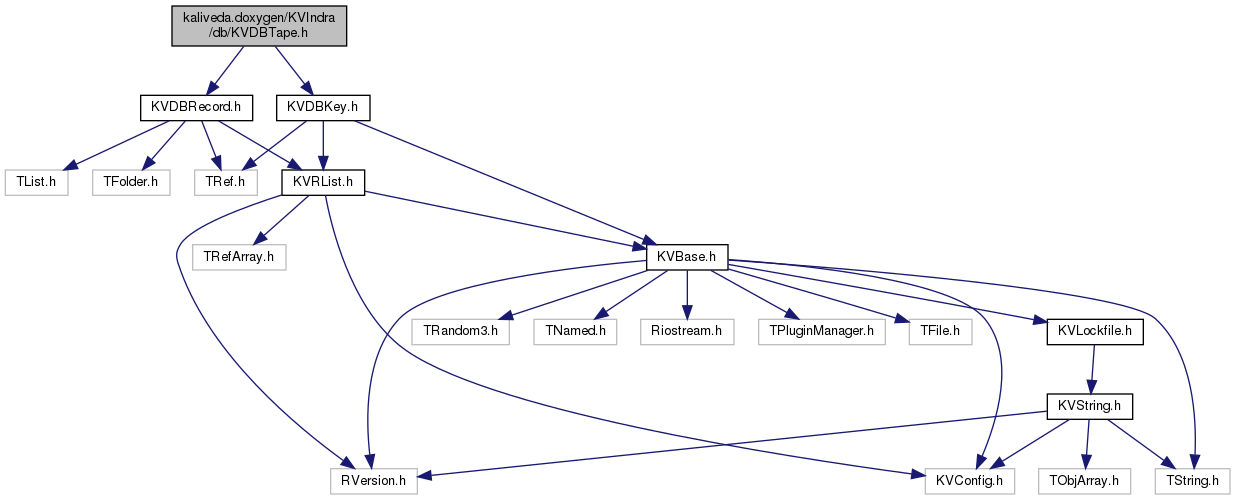 kaliveda.doxygen/KVIndra
/db/KVDBTape.h
KVDBRecord.h
KVDBKey.h
TList.h
TFolder.h
TRef.h
KVRList.h
TRefArray.h
KVBase.h
TRandom3.h
TNamed.h
Riostream.h
TPluginManager.h
TFile.h
KVLockfile.h
KVString.h
RVersion.h
KVConfig.h
TObjArray.h
TString.h